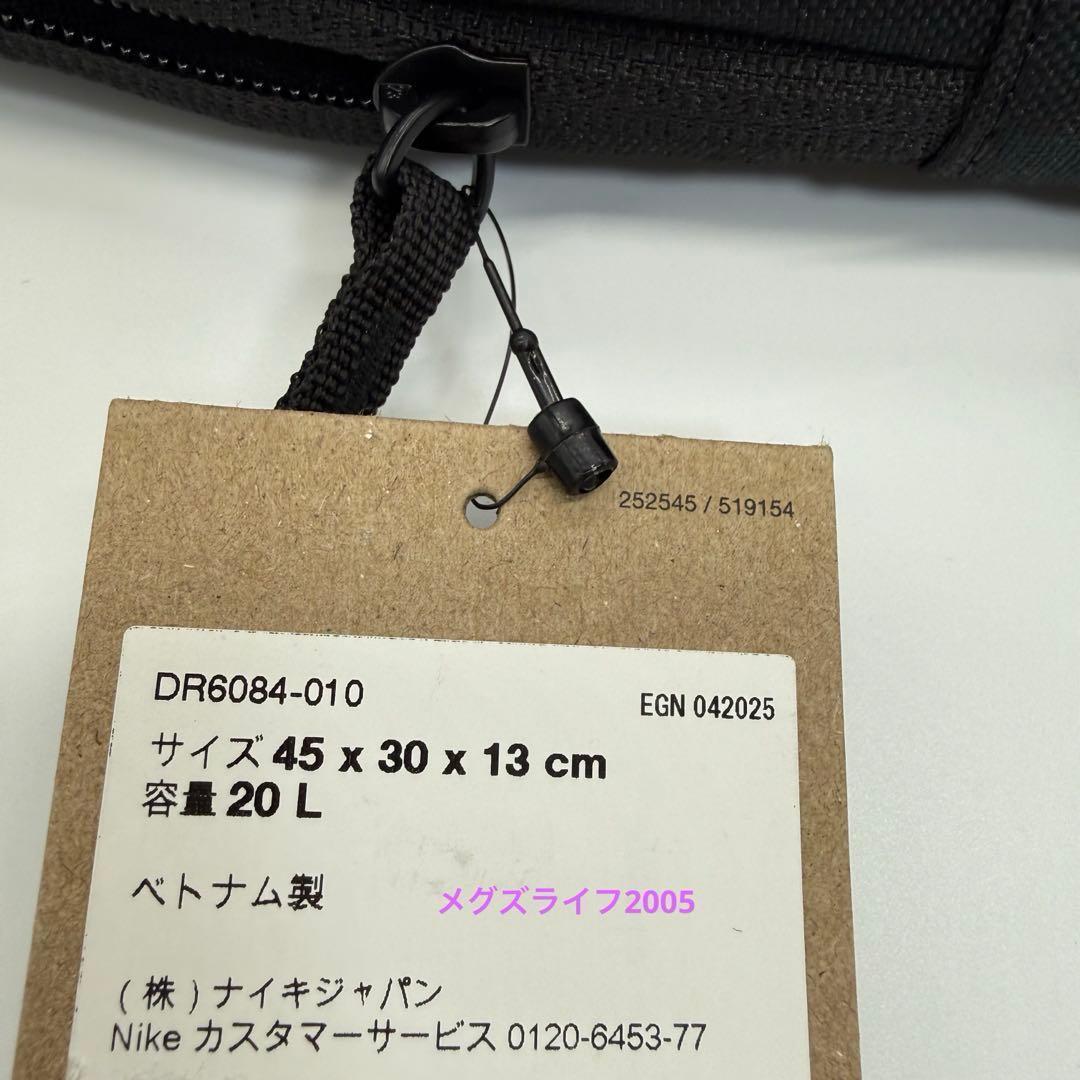 252545 / 519154
DR6084-010
EGN 042025
サイズ 45 x 30 x 13 cm
容量 20 L
ベトナム製
メグズライフ2005
(株)ナイキジャパン
Nike カスタマーサービス 0120-6453-77